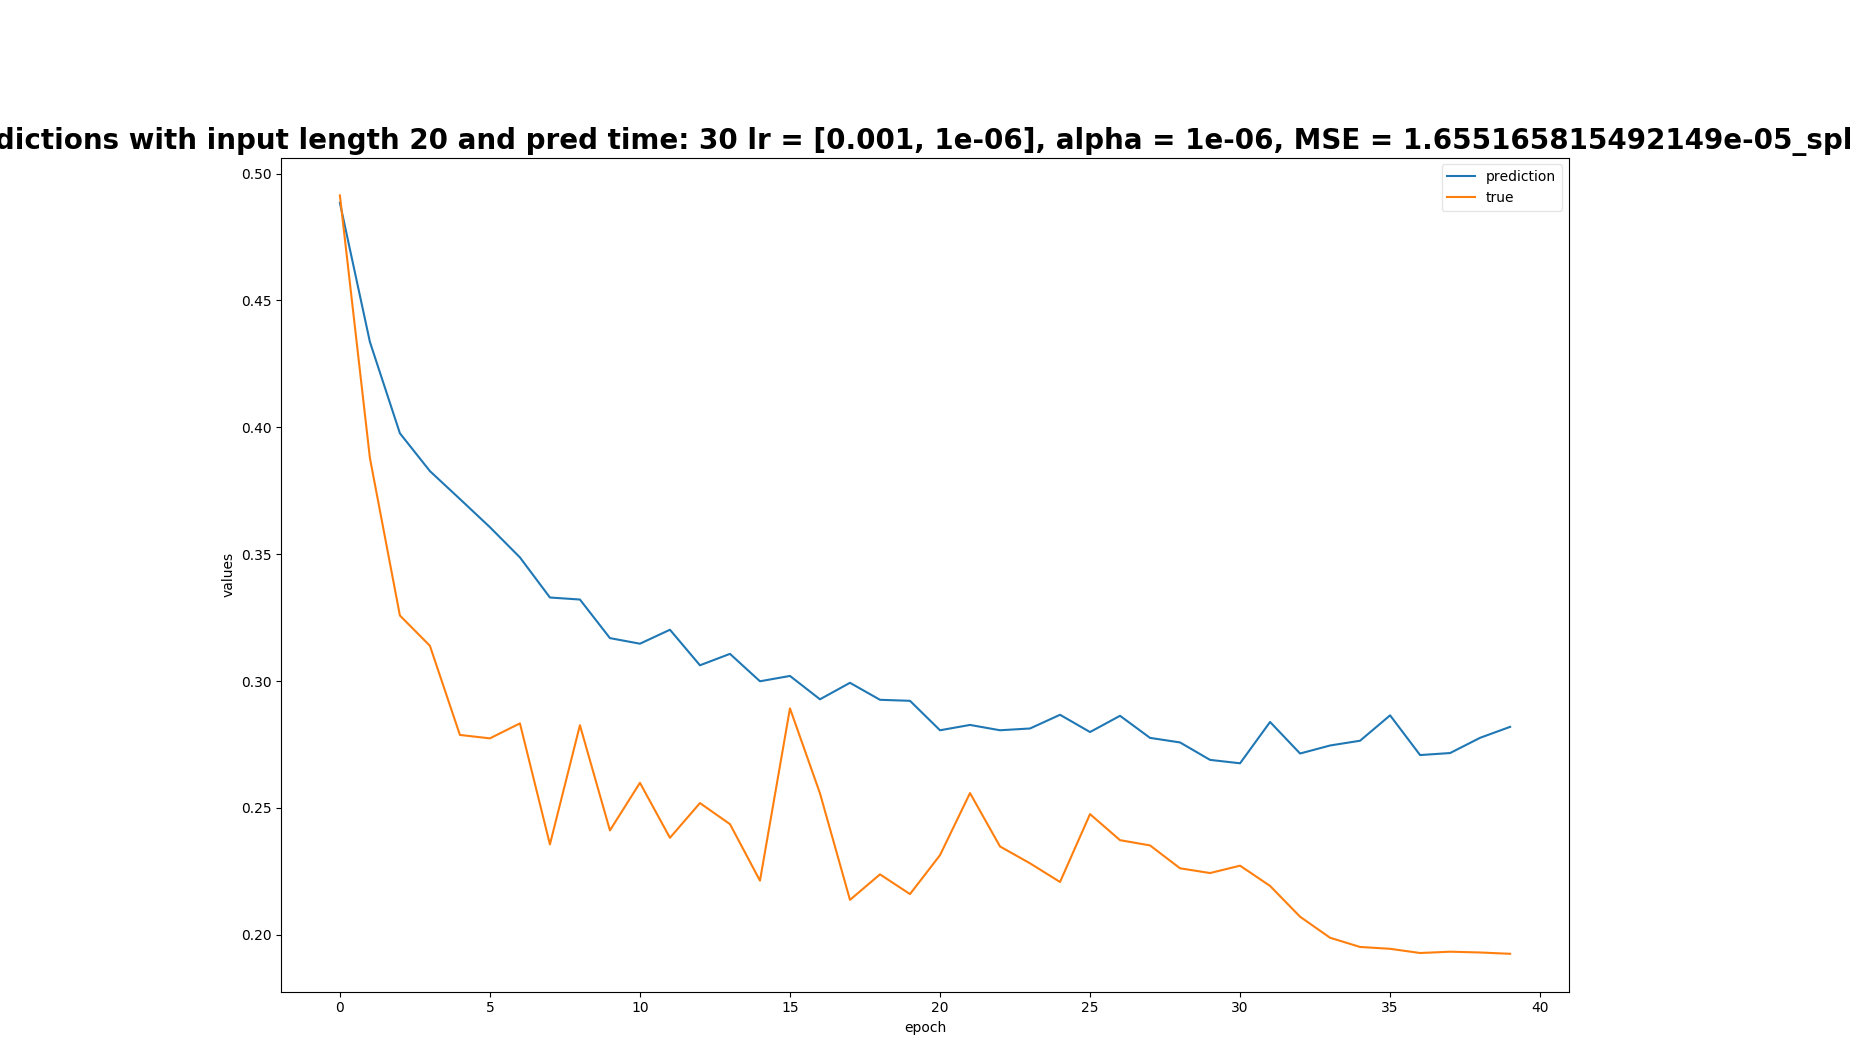 dictions with input length 20 and pred time: 30 lr = [0.001, 1e-06], alpha = 1e-06, MSE = 1.655165815492149e-05_spl
prediction
true
0.50
0.45
0.40
0.35
0.30
0.25
0.20
values
0 5 10 15 20 25 30 35 40
epoch